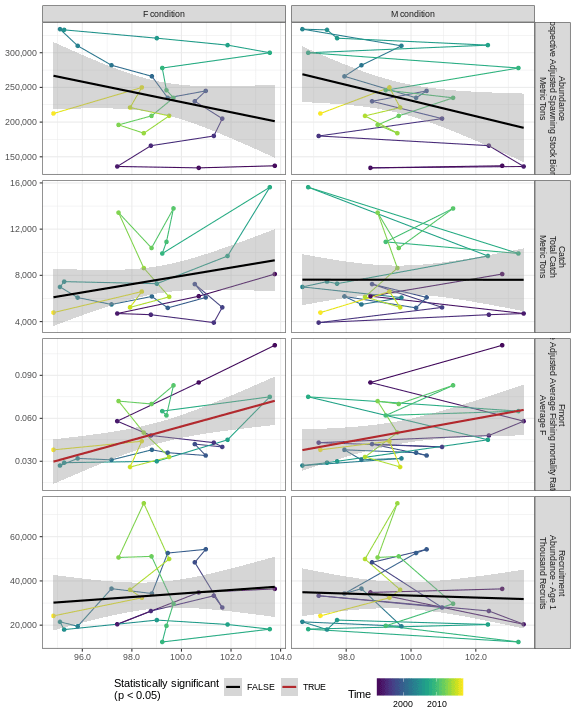 F condition
M condition
300,000
250,000
200,000
150,000
Abundance
Adjusted Spawning Stock
Metric Tons
16,000
12,000
8,000
4,000
Catch
Total Catch
Metric Tons
0.090
0.060
0.030
Fmort
Adjusted Average Fishing mortality
Average F
60,000
40,000
20,000
Recruitment
Abundance - Age 1
Thousand Recruits
96.0
98.0
100.0
102.0
104.0
98.0
100.0
102.0
Statistically significant
(p < 0.05)
FALSE
TRUE
Time
2000
2010